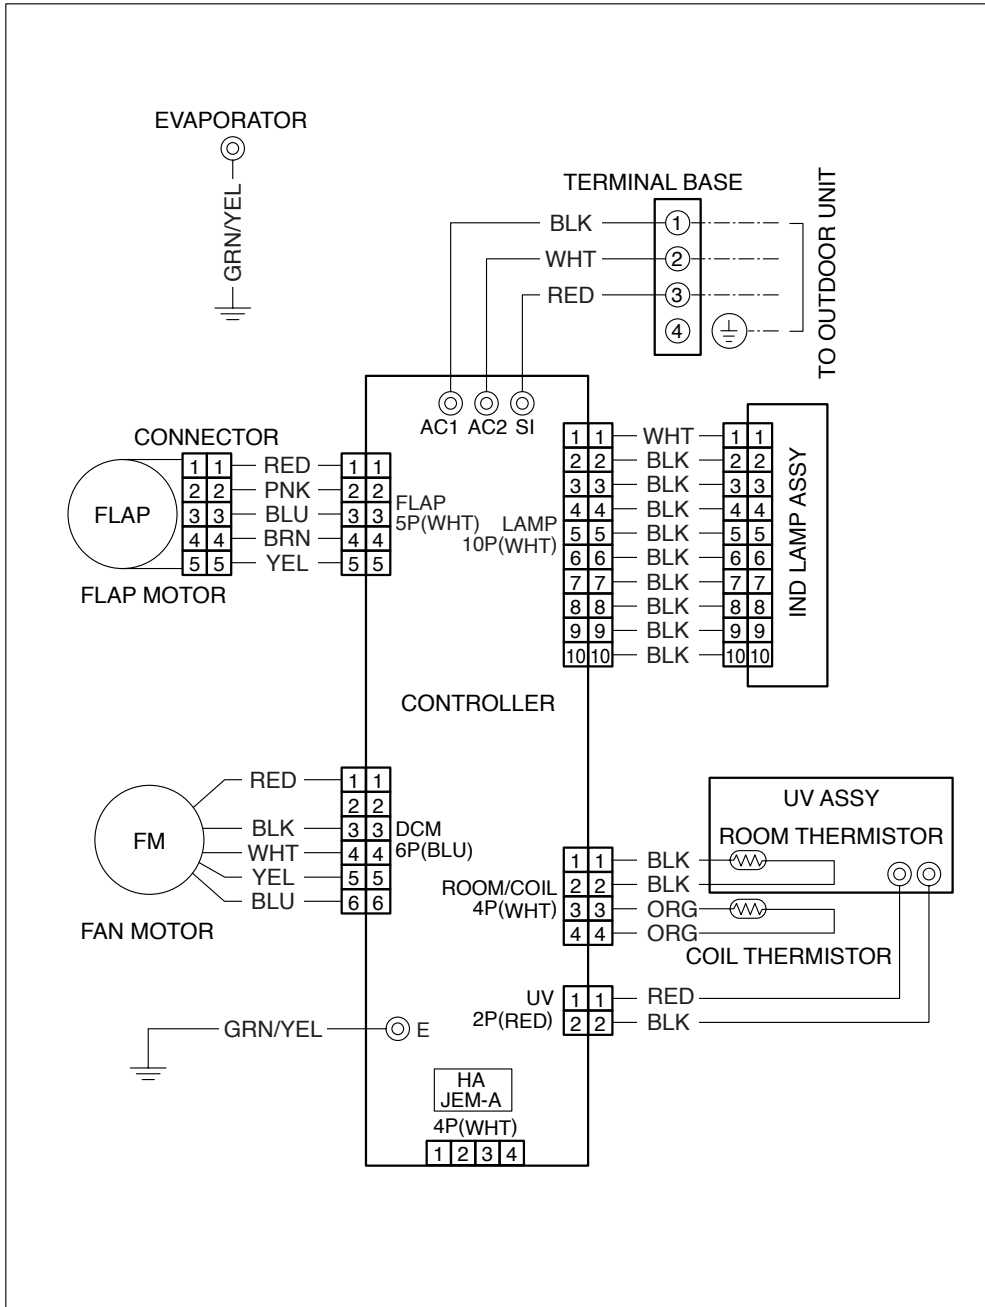 EVAPORATOR
GRN/YEL
TERMINAL BASE
BLK 1
WHT 2
RED 3
4
TO OUTDOOR UNIT
AC1 AC2 SI
CONNECTOR
FLAP
1 1 RED 1 1
2 2 PNK 2 2
3 3 BLU 3 3
4 4 BRN 4 4
5 5 YEL 5 5
FLAP
5P(WHT)
FLAP MOTOR
LAMP
10P(WHT)
1 1 WHT 1 1
2 2 BLK 2 2
3 3 BLK 3 3
4 4 BLK 4 4
5 5 BLK 5 5
6 6 BLK 6 6
7 7 BLK 7 7
8 8 BLK 8 8
9 9 BLK 9 9
10 10 BLK 10 10
IND LAMP ASSY
CONTROLLER
FM
RED 1 1
2 2
BLK 3 3
WHT 4 4
YEL 5 5
BLU 6 6
DCM
6P(BLU)
FAN MOTOR
UV ASSY
ROOM THERMISTOR
ROOM/COIL
4P(WHT)
1 1 BLK
2 2 BLK
3 3 ORG
4 4 ORG
COIL THERMISTOR
UV
2P(RED)
1 1 RED
2 2 BLK
GRN/YEL E
HA
JEM-A
4P(WHT)
1 2 3 4